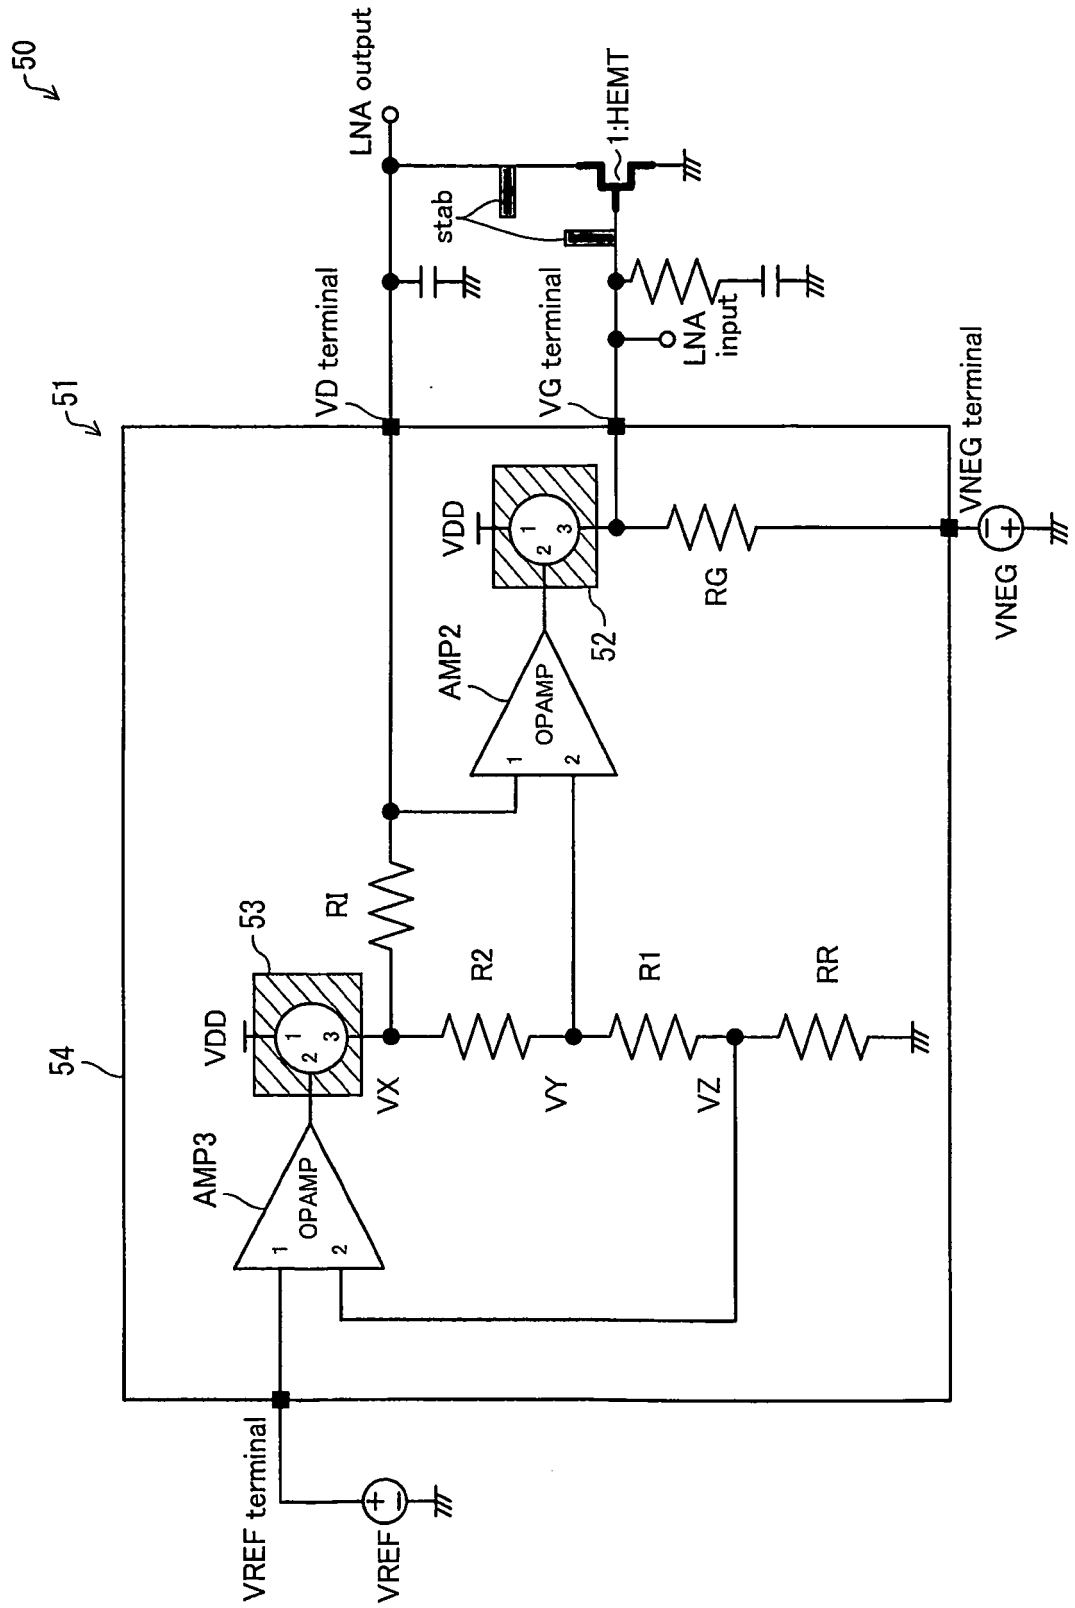 50
51
54
VREF terminal
VREF
+
−
AMP3
OPAMP
1
2
VDD
53
1
2
3
VX
R2
VY
R1
VZ
RR
RI
AMP2
OPAMP
1
2
VDD
52
1
2
3
RG
VD terminal
VG terminal
VNEG terminal
VNEG
−
+
LNA output
stab
LNA
input
1:HEMT